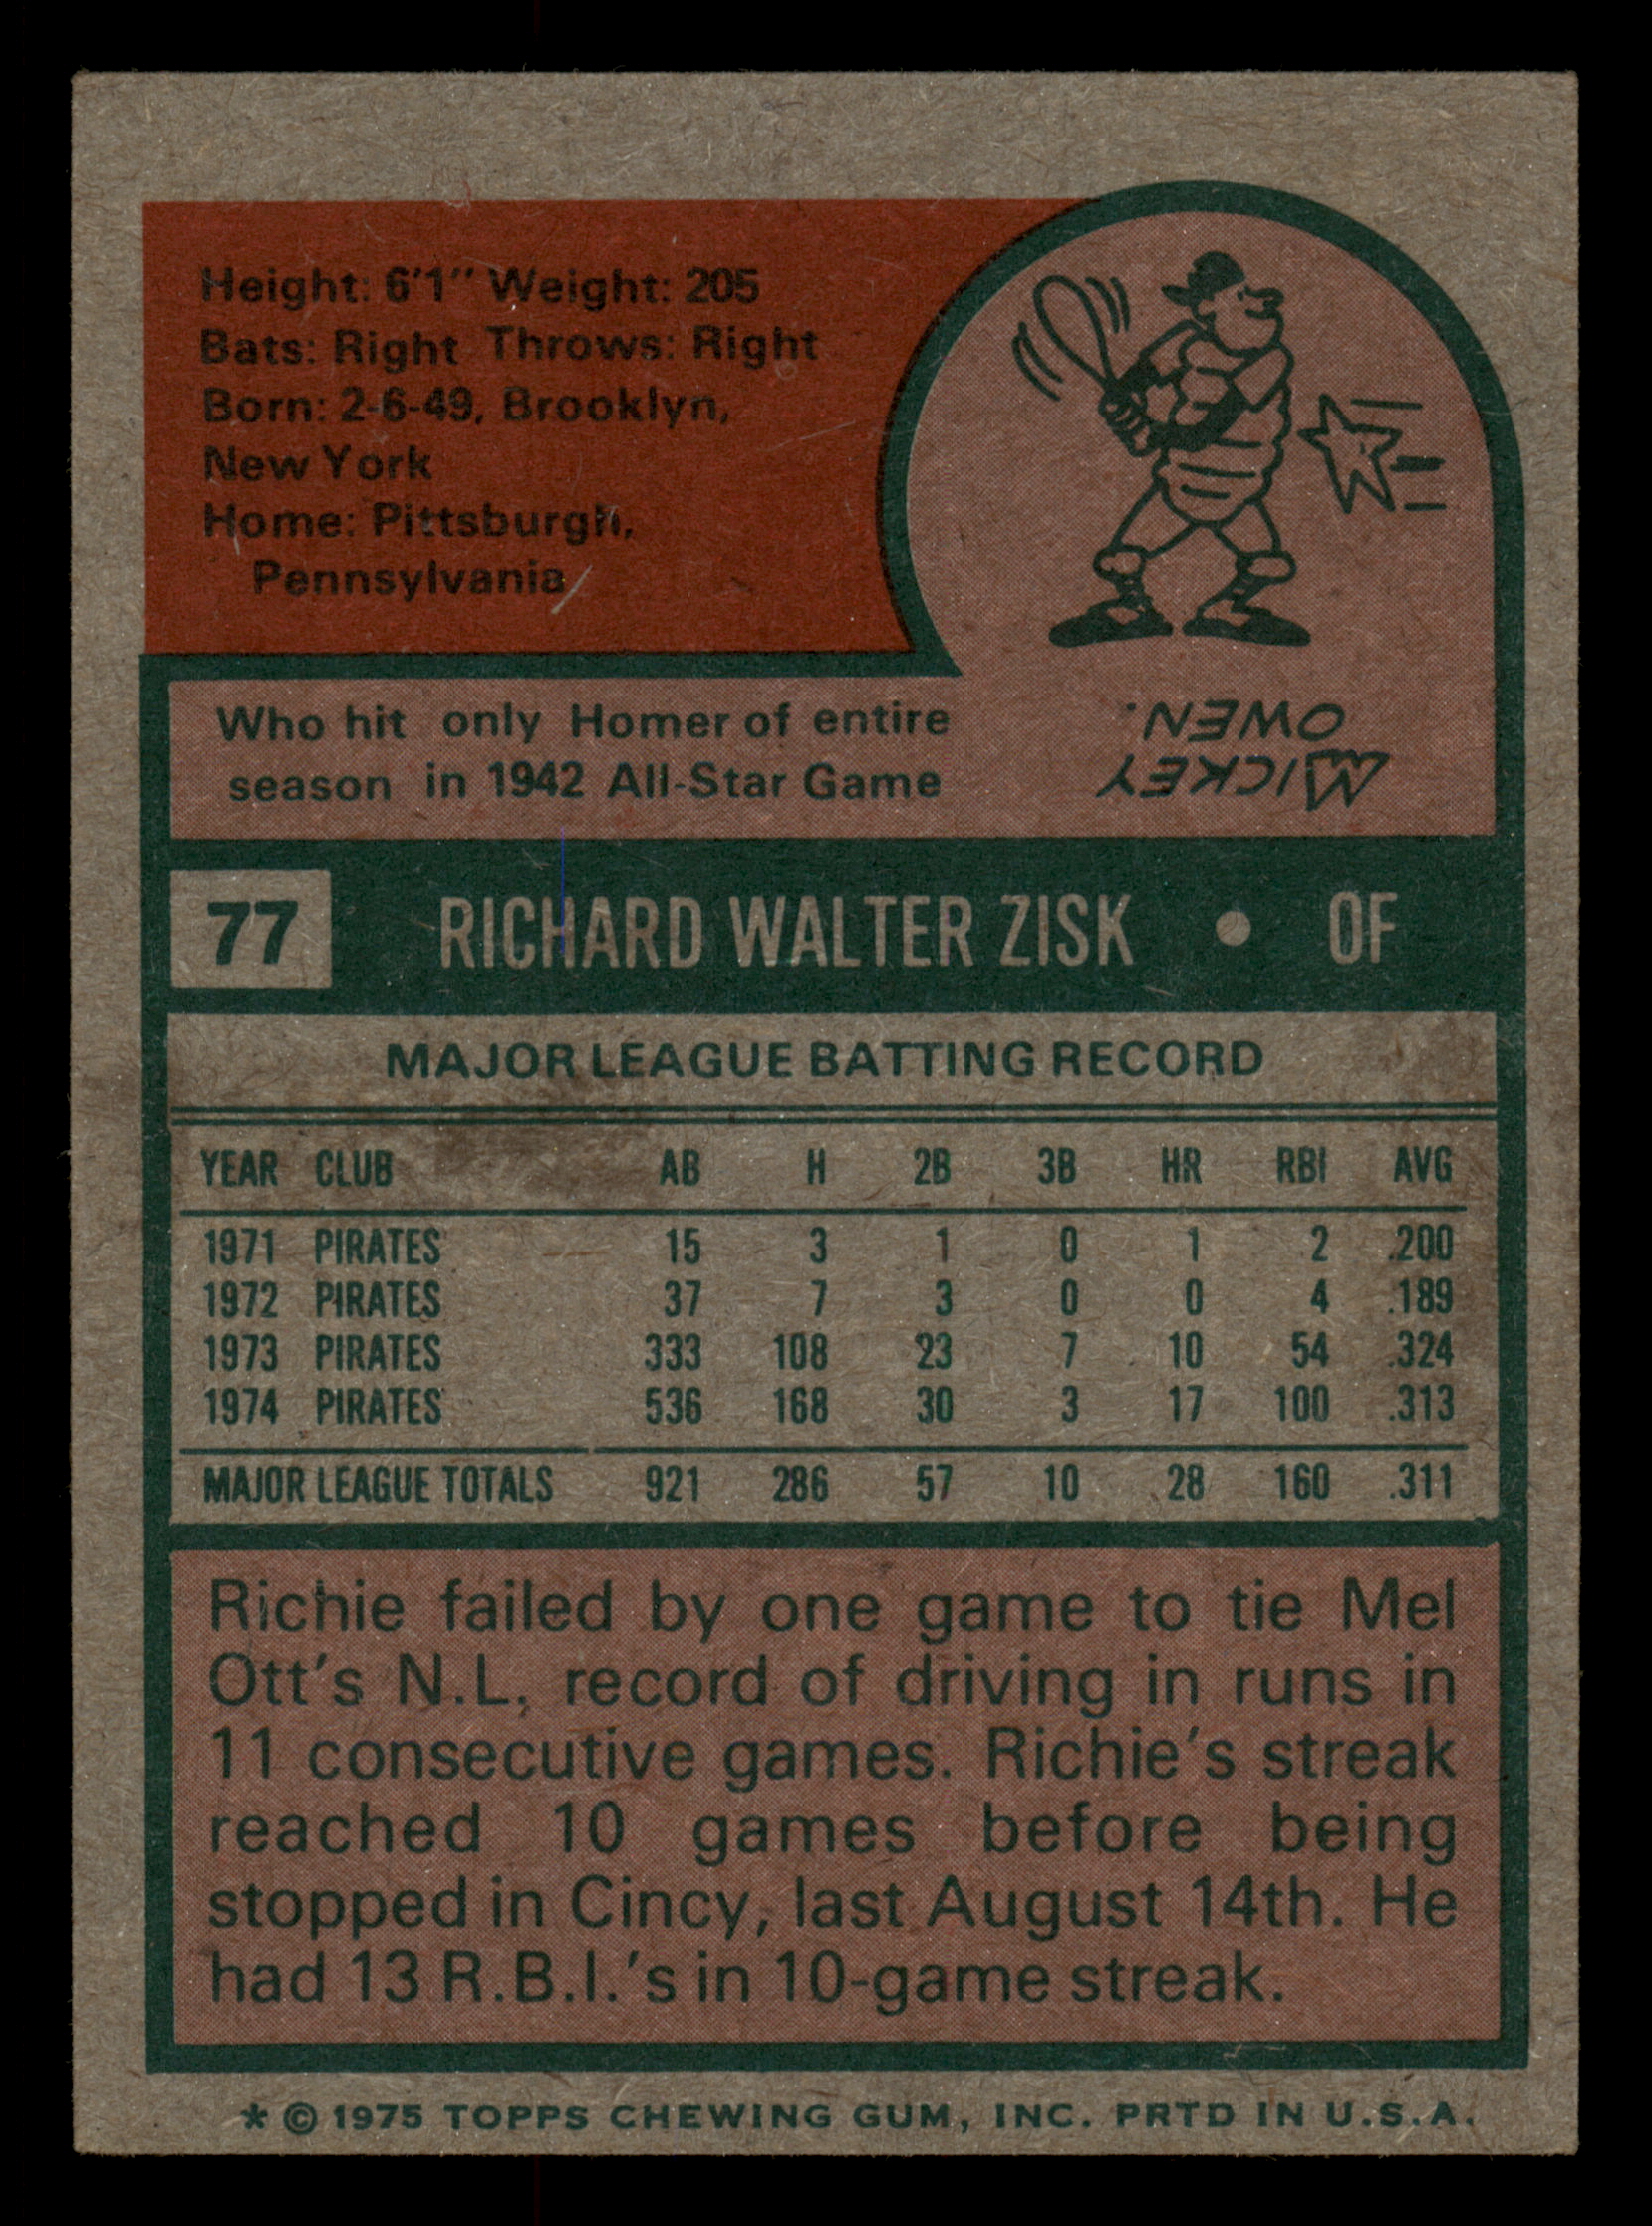 Height: 6'1" Weight: 205
Bats: Right Throws: Right
Born: 2-6-49, Brooklyn,
New York
Home: Pittsburgh,
Pennsylvania
Who hit only Homer of entire
season in 1942 All-Star Game
MICKEY
OWEN.
77 RICHARD WALTER ZISK • OF
MAJOR LEAGUE BATTING RECORD
YEAR CLUB AB H 2B 3B HR RBI AVG
1971 PIRATES 15 3 1 0 1 2 .200
1972 PIRATES 37 7 3 0 0 4 .189
1973 PIRATES 333 108 23 7 10 54 .324
1974 PIRATES 536 168 30 3 17 100 .313
MAJOR LEAGUE TOTALS 921 286 57 10 28 160 .311
Richie failed by one game to tie Mel
Ott's N.L. record of driving in runs in
11 consecutive games. Richie's streak
reached 10 games before being
stopped in Cincy, last August 14th. He
had 13 R.B.I.'s in 10-game streak.
* © 1975 TOPPS CHEWING GUM, INC. PRTD IN U.S.A.